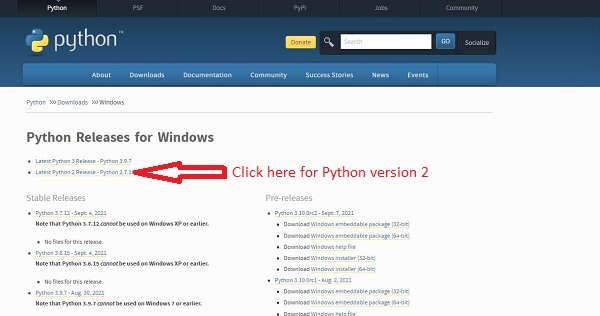 Python
PSF
Docs
PyPI
Jobs
Community
python™
Donate
Search
GO
Socialize
About
Downloads
Documentation
Community
Success Stories
News
Events
Python >>> Downloads >>> Windows
Python Releases for Windows
Latest Python 3 Release - Python 3.9.7
Latest Python 2 Release - Python 2.7.1
Click here for Python version 2
Stable Releases
Python 3.7.12 - Sept. 4, 2021
Note that Python 3.7.12 cannot be used on Windows XP or earlier.
No files for this release.
Python 3.6.15 - Sept. 4, 2021
Note that Python 3.6.15 cannot be used on Windows XP or earlier.
No files for this release.
Python 3.9.7 - Aug. 30, 2021
Note that Python 3.9.7 cannot be used on Windows 7 or earlier.
Pre-releases
Python 3.10.0rc2 - Sept. 7, 2021
Download Windows embeddable package (32-bit)
Download Windows embeddable package (64-bit)
Download Windows help file
Download Windows installer (32-bit)
Download Windows installer (64-bit)
Python 3.10.0rc1 - Aug. 2, 2021
Download Windows embeddable package (32-bit)
Download Windows embeddable package (64-bit)
Download Windows help file